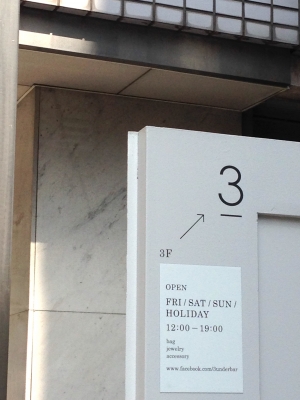 3
3F
OPEN
FRI / SAT / SUN /
HOLIDAY
12:00 – 19:00
bag
jewelry
accessory